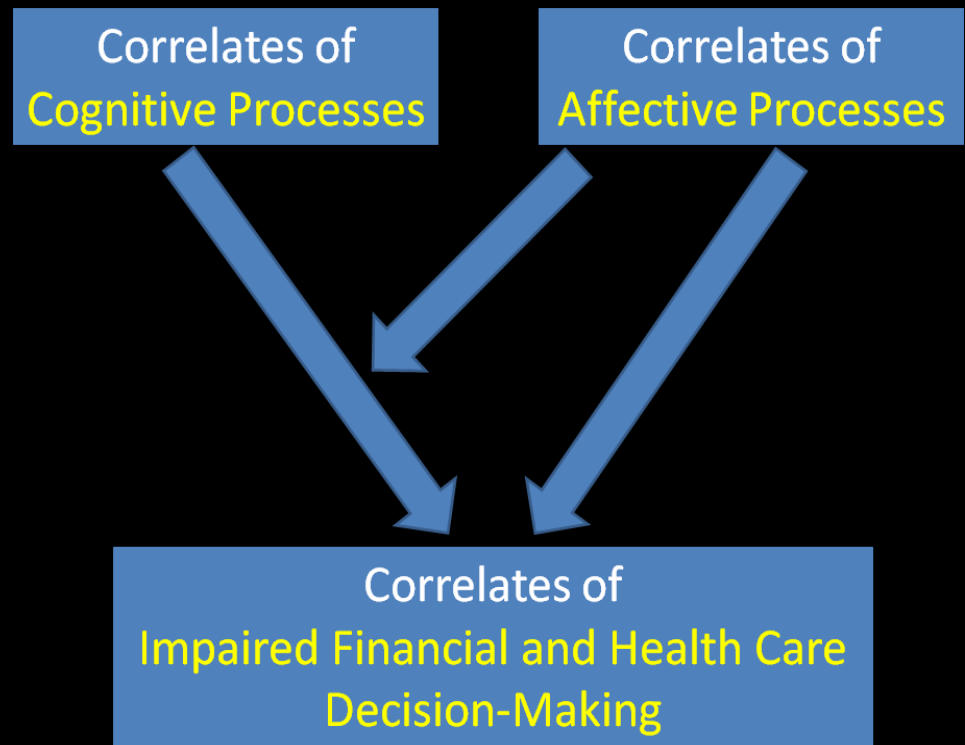 Correlates of
Cognitive Processes
Correlates of
Affective Processes
Correlates of
Impaired Financial and Health Care
Decision-Making